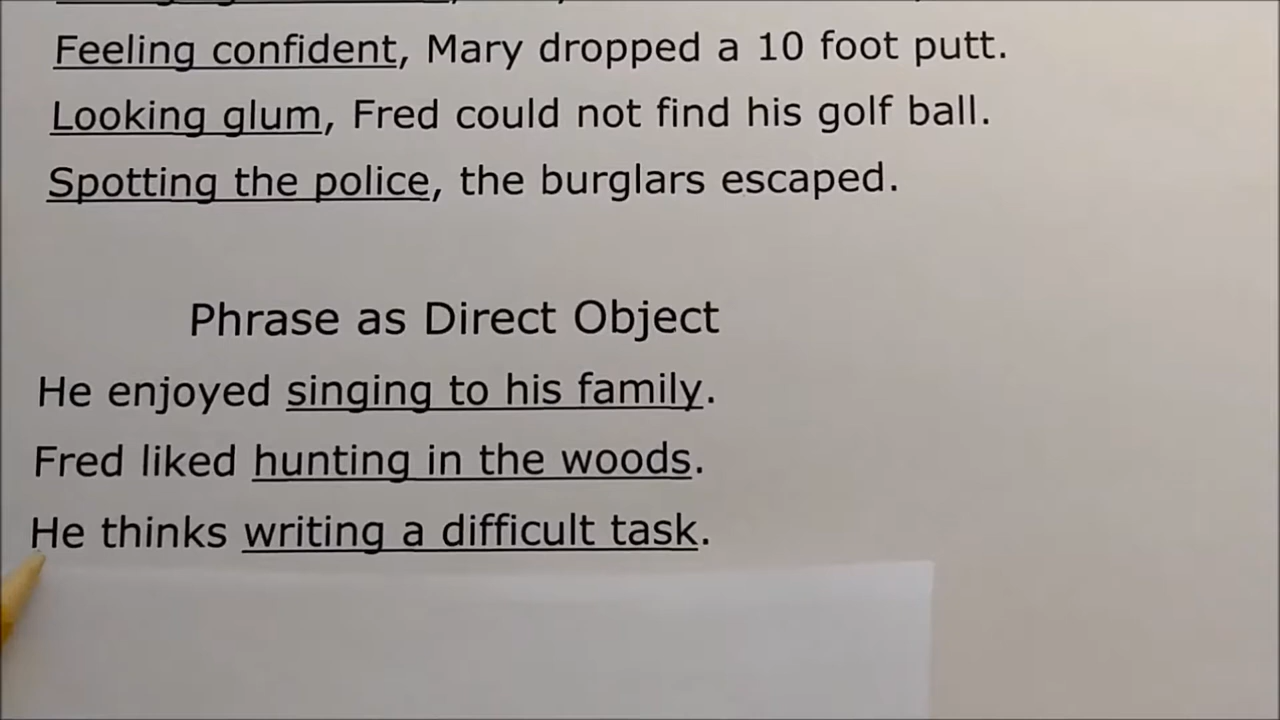 Feeling confident, Mary dropped a 10 foot putt.
Looking glum, Fred could not find his golf ball.
Spotting the police, the burglars escaped.
Phrase as Direct Object
He enjoyed singing to his family.
Fred liked hunting in the woods.
He thinks writing a difficult task.